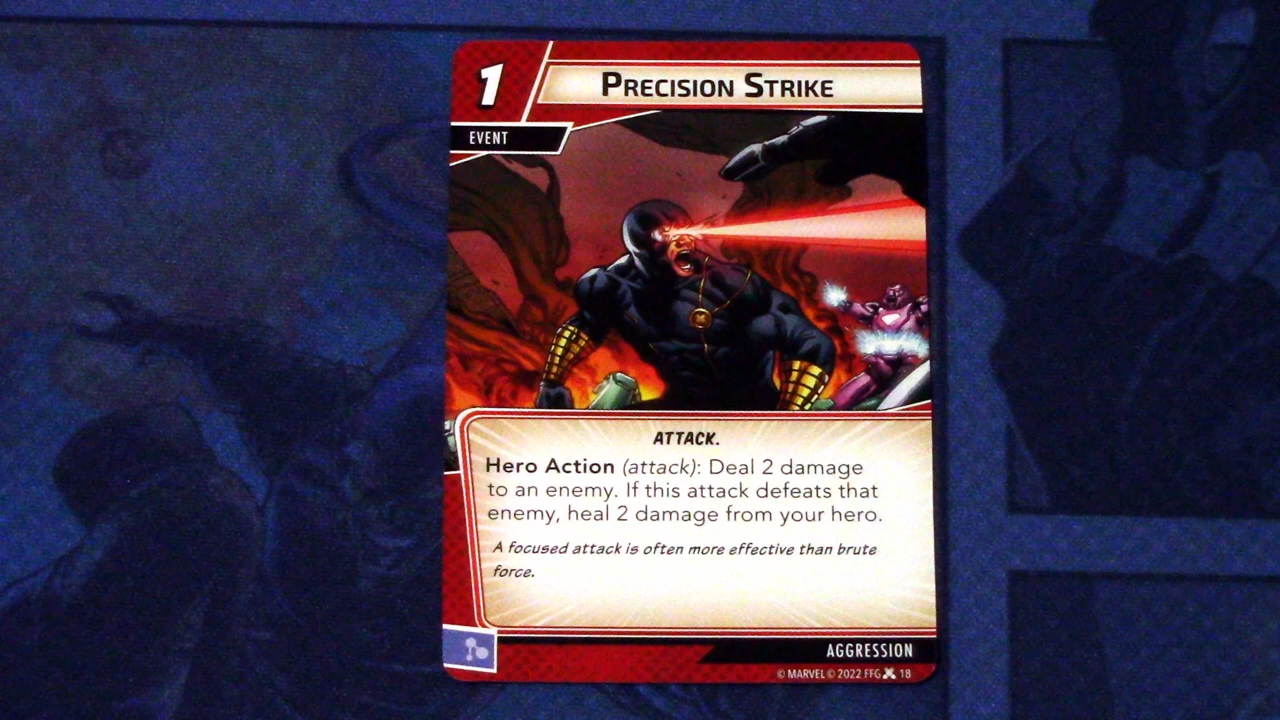 1
PRECISION STRIKE
EVENT
ATTACK.
Hero Action (attack): Deal 2 damage
to an enemy. If this attack defeats that
enemy, heal 2 damage from your hero.
A focused attack is often more effective than brute
force.
AGGRESSION
© MARVEL © 2022 FFG 18